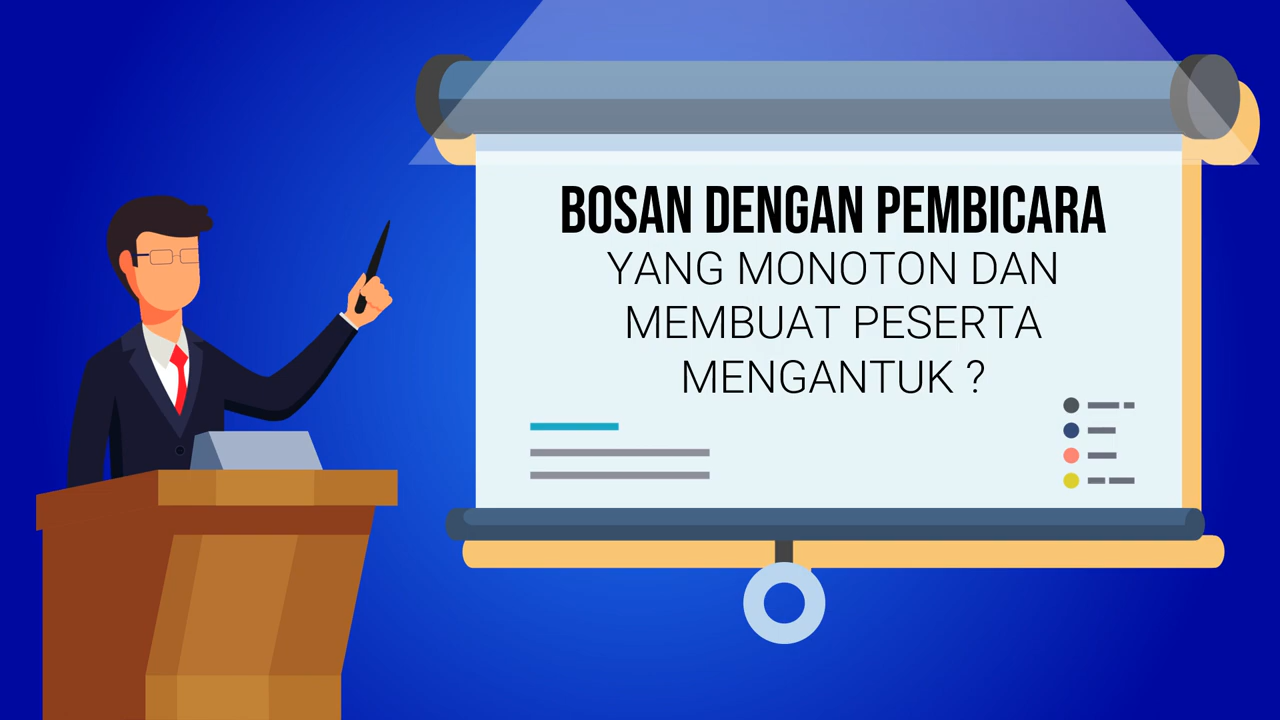 BOSAN DENGAN PEMBICARA
YANG MONOTON DAN
MEMBUAT PESERTA
MENGANTUK ?